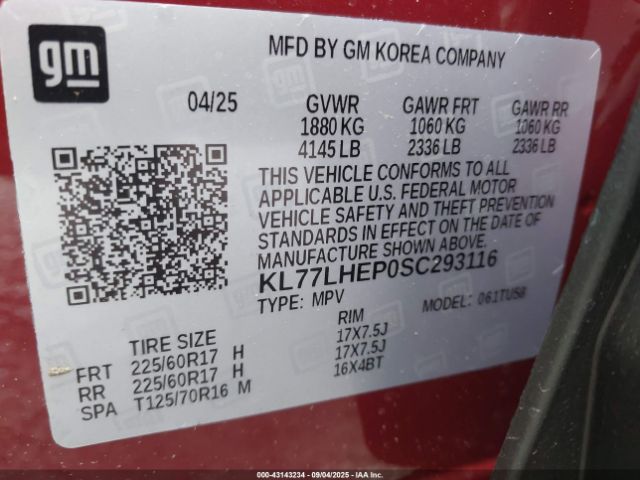 gm
MFD BY GM KOREA COMPANY
04/25 GVWR GAWR FRT GAWR RR
1880 KG 1060 KG 1060 KG
4145 LB 2336 LB 2336 LB
THIS VEHICLE CONFORMS TO ALL
APPLICABLE U.S. FEDERAL MOTOR
VEHICLE SAFETY AND THEFT PREVENTION
STANDARDS IN EFFECT ON THE DATE OF
MANUFACTURE SHOWN ABOVE.
KL77LHEP0SC293116
TYPE: MPV MODEL: 061TU58
TIRE SIZE RIM
FRT 225/60R17 H 17X7.5J
RR 225/60R17 H 17X7.5J
SPA T125/70R16 M 16X4BT
000-43143234 - 09/04/2025 - IAAI.COM